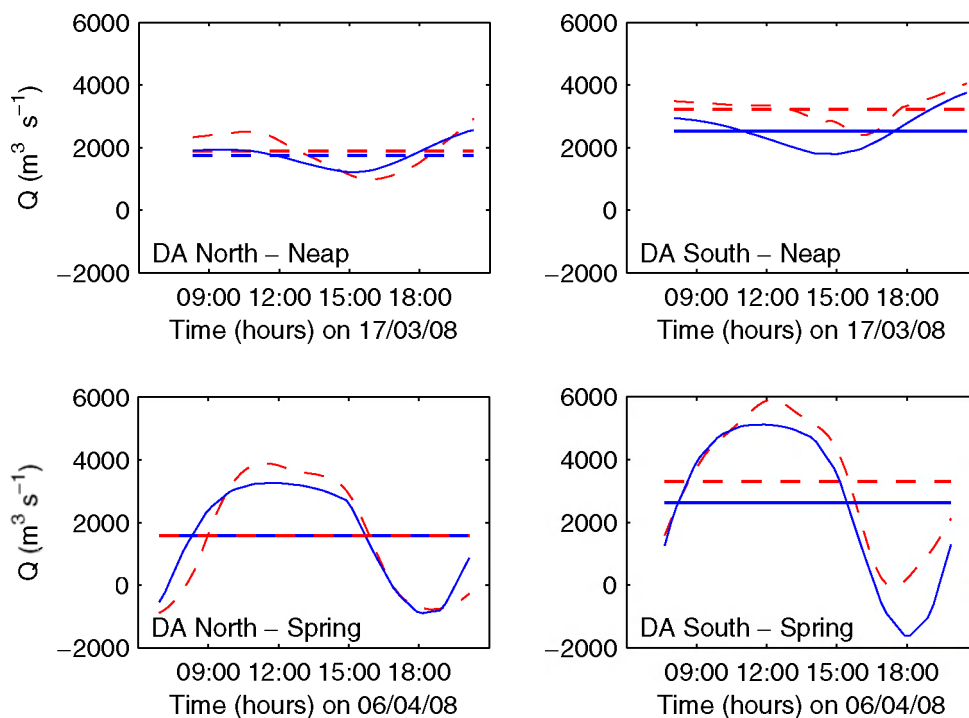 6000
4000
2000
0
−2000
Q (m³ s⁻¹)
DA North − Neap
09:00 12:00 15:00 18:00
Time (hours) on 17/03/08
6000
4000
2000
0
−2000
DA South − Neap
09:00 12:00 15:00 18:00
Time (hours) on 17/03/08
6000
4000
2000
0
−2000
Q (m³ s⁻¹)
DA North − Spring
09:00 12:00 15:00 18:00
Time (hours) on 06/04/08
6000
4000
2000
0
−2000
DA South − Spring
09:00 12:00 15:00 18:00
Time (hours) on 06/04/08